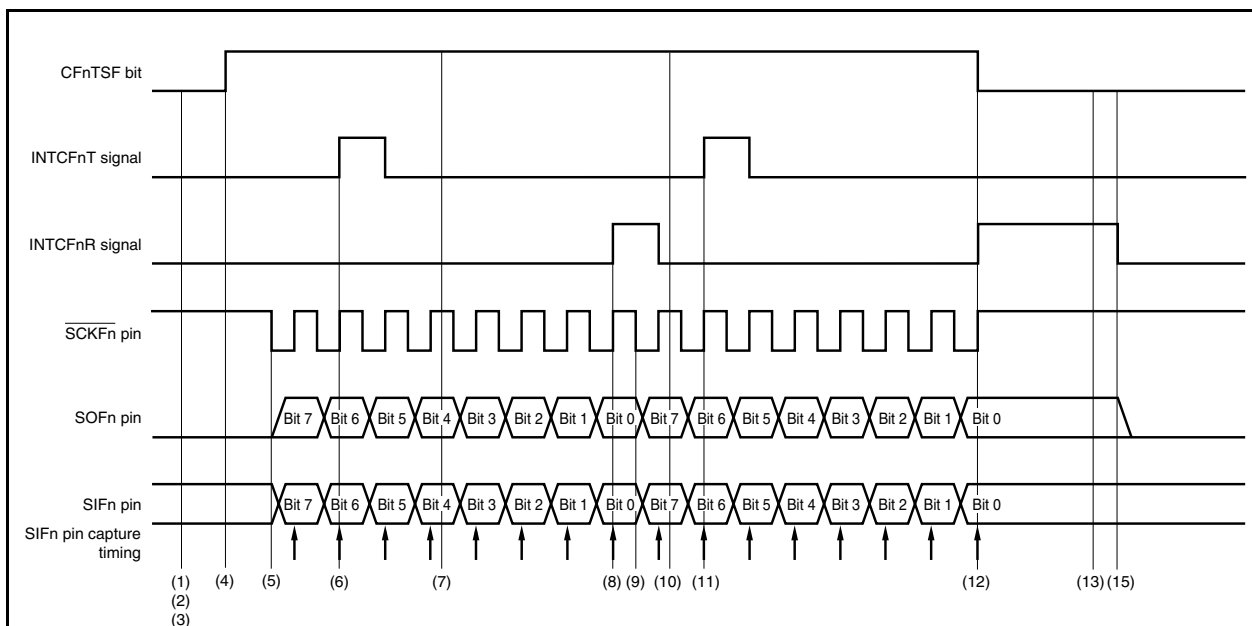 CFnTSF bit
INTCFnT signal
INTCFnR signal
SCKFn pin
SOFn pin
Bit 7 Bit 6 Bit 5 Bit 4 Bit 3 Bit 2 Bit 1 Bit 0 Bit 7 Bit 6 Bit 5 Bit 4 Bit 3 Bit 2 Bit 1 Bit 0
SIFn pin
Bit 7 Bit 6 Bit 5 Bit 4 Bit 3 Bit 2 Bit 1 Bit 0 Bit 7 Bit 6 Bit 5 Bit 4 Bit 3 Bit 2 Bit 1 Bit 0
SIFn pin capture
timing
(1) (4) (5) (6) (7) (8) (9) (10) (11) (12) (13) (15)
(2)
(3)